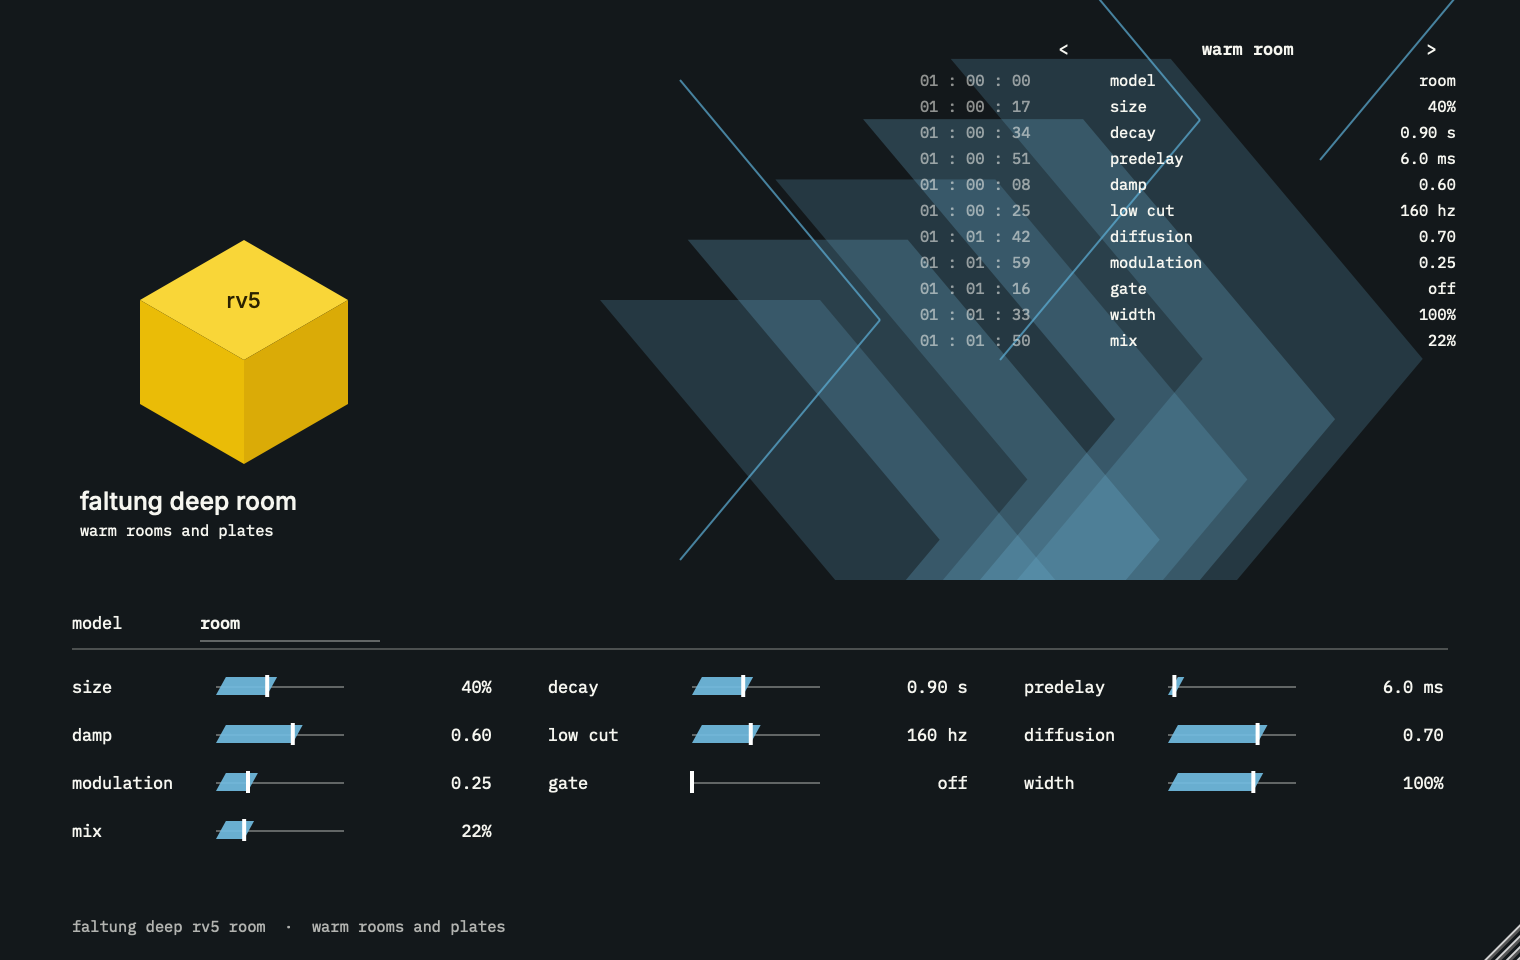 < warm room >
01 : 00 : 00 model room
01 : 00 : 17 size 40%
01 : 00 : 34 decay 0.90 s
01 : 00 : 51 predelay 6.0 ms
01 : 00 : 08 damp 0.60
01 : 00 : 25 low cut 160 hz
01 : 01 : 42 diffusion 0.70
01 : 01 : 59 modulation 0.25
01 : 01 : 16 gate off
01 : 01 : 33 width 100%
01 : 01 : 50 mix 22%
rv5
faltung deep room
warm rooms and plates
model room
size 40% decay 0.90 s predelay 6.0 ms
damp 0.60 low cut 160 hz diffusion 0.70
modulation 0.25 gate off width 100%
mix 22%
faltung deep rv5 room · warm rooms and plates